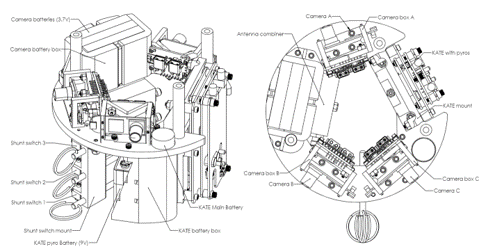 Camera batteries (3.7V)
Camera battery box
Shunt switch 3
Shunt switch 2
Shunt switch 1
Shunt switch mount
KATE pyro Battery (9V)
KATE battery box
KATE Main Battery
Camera A
Camera box A
Antenna combiner
KATE with pyros
KATE mount
Camera box B
Camera B
Camera box C
Camera C